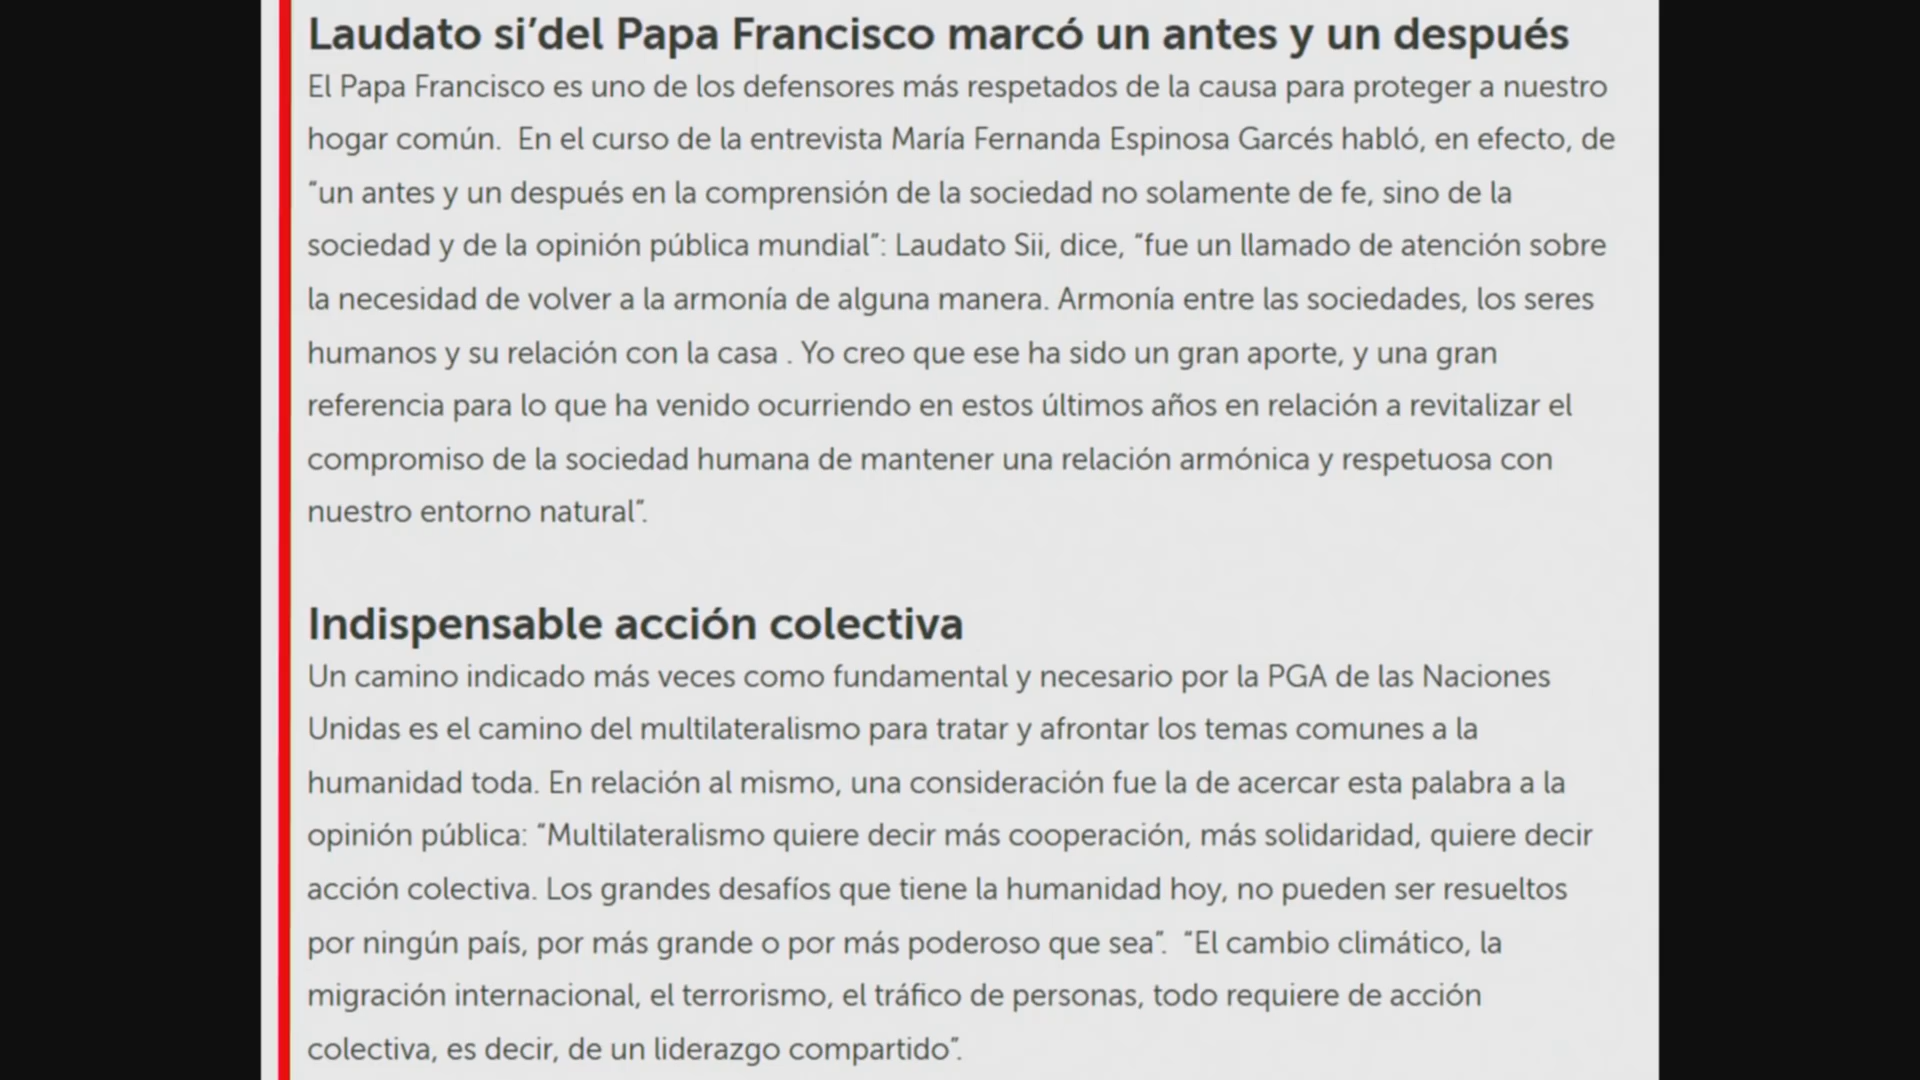 Laudato si’del Papa Francisco marcó un antes y un después
El Papa Francisco es uno de los defensores más respetados de la causa para proteger a nuestro
hogar común.  En el curso de la entrevista María Fernanda Espinosa Garcés habló, en efecto, de
“un antes y un después en la comprensión de la sociedad no solamente de fe, sino de la
sociedad y de la opinión pública mundial”: Laudato Sii, dice, “fue un llamado de atención sobre
la necesidad de volver a la armonía de alguna manera. Armonía entre las sociedades, los seres
humanos y su relación con la casa . Yo creo que ese ha sido un gran aporte, y una gran
referencia para lo que ha venido ocurriendo en estos últimos años en relación a revitalizar el
compromiso de la sociedad humana de mantener una relación armónica y respetuosa con
nuestro entorno natural”.
Indispensable acción colectiva
Un camino indicado más veces como fundamental y necesario por la PGA de las Naciones
Unidas es el camino del multilateralismo para tratar y afrontar los temas comunes a la
humanidad toda. En relación al mismo, una consideración fue la de acercar esta palabra a la
opinión pública: “Multilateralismo quiere decir más cooperación, más solidaridad, quiere decir
acción colectiva. Los grandes desafíos que tiene la humanidad hoy, no pueden ser resueltos
por ningún país, por más grande o por más poderoso que sea”.  “El cambio climático, la
migración internacional, el terrorismo, el tráfico de personas, todo requiere de acción
colectiva, es decir, de un liderazgo compartido”.